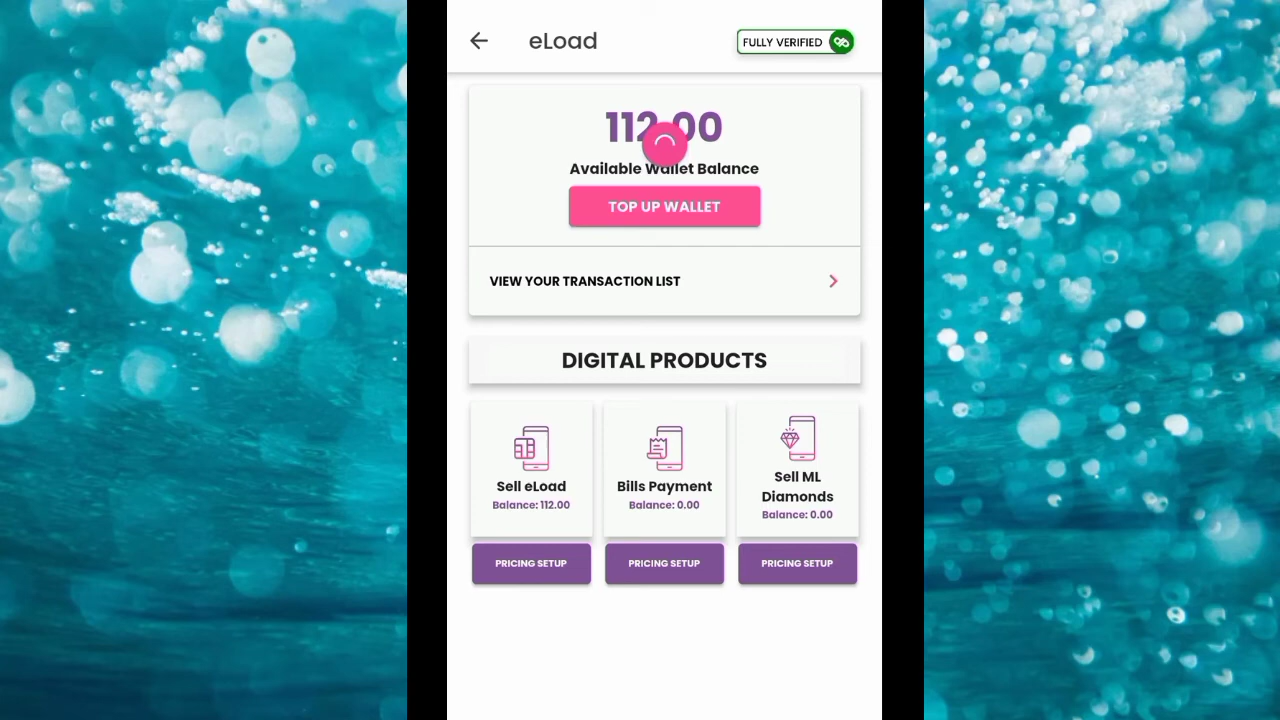 eLoad
FULLY VERIFIED
112.00
Available Wallet Balance
TOP UP WALLET
VIEW YOUR TRANSACTION LIST
DIGITAL PRODUCTS
Sell eLoad
Balance: 112.00
Bills Payment
Balance: 0.00
Sell ML
Diamonds
Balance: 0.00
PRICING SETUP
PRICING SETUP
PRICING SETUP